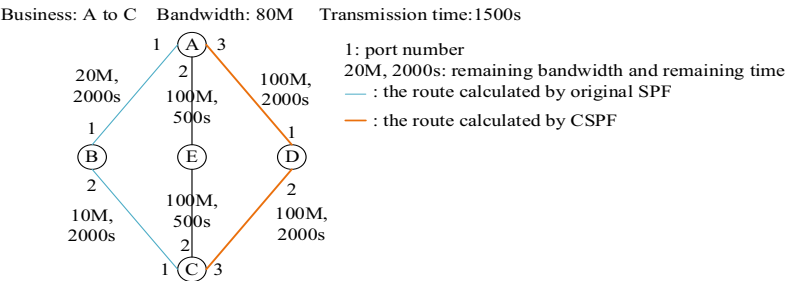 Business: A to C Bandwidth: 80M Transmission time:1500s
1 A 3
2
1: port number
20M, 2000s: remaining bandwidth and remaining time
: the route calculated by original SPF
: the route calculated by CSPF
20M,
2000s
100M,
500s
100M,
2000s
1
1
B
E
D
2
2
10M,
2000s
100M,
500s
100M,
2000s
2
1 C 3